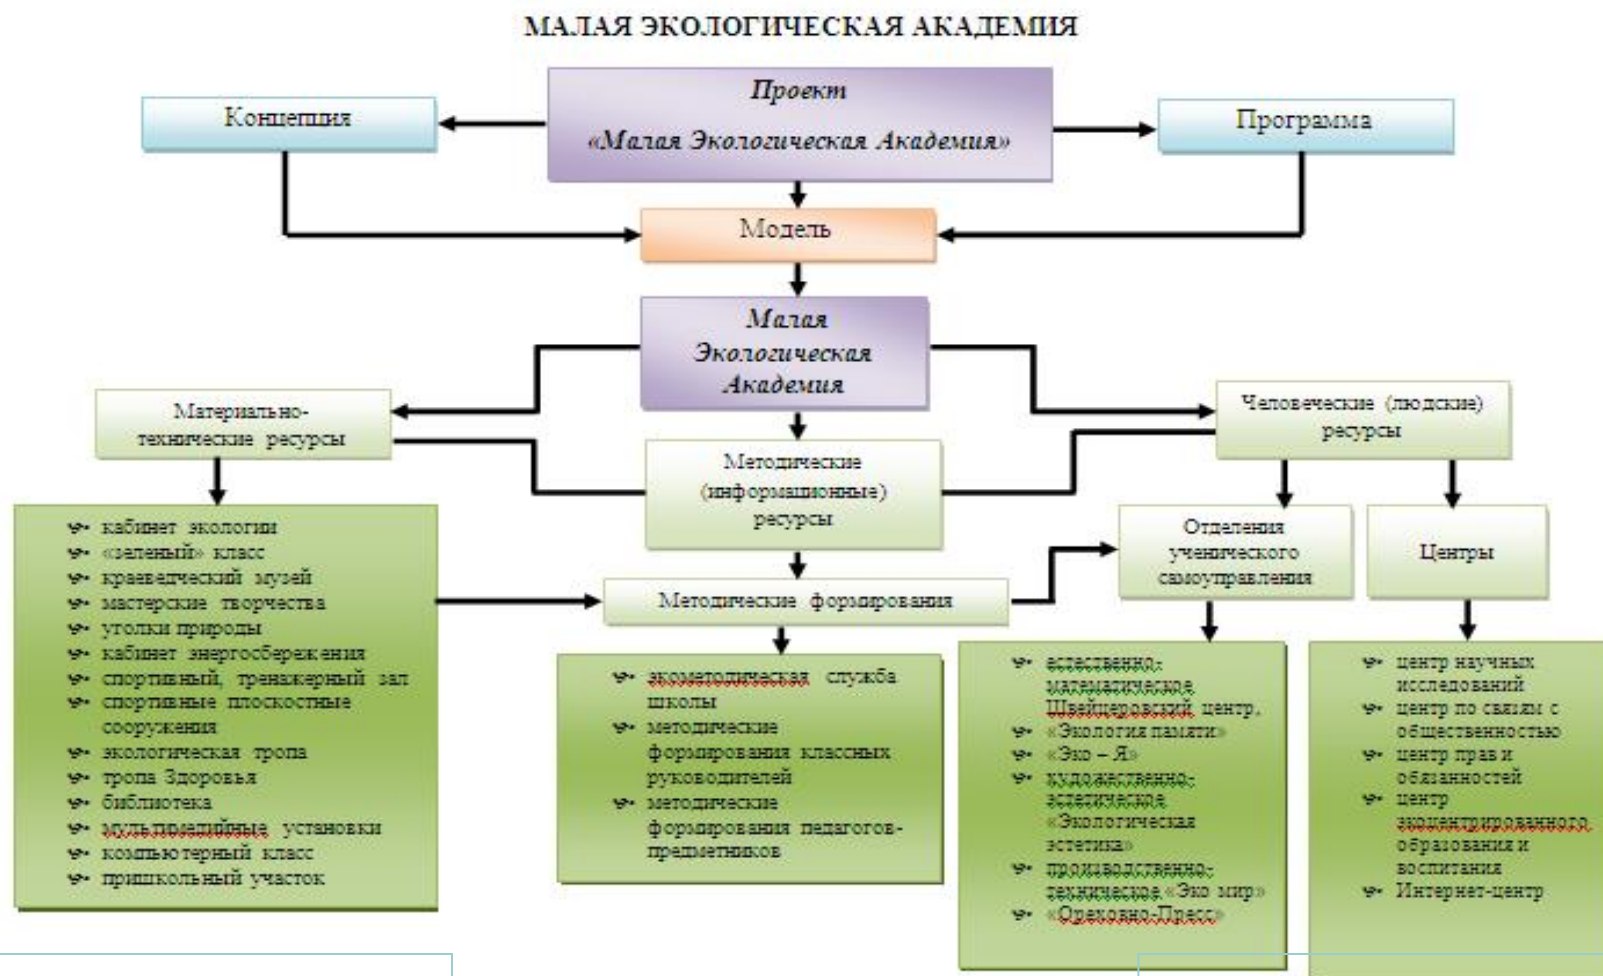 МАЛАЯ ЭКОЛОГИЧЕСКАЯ АКАДЕМИЯ
Проект
«Малая Экологическая Академия»
Концепция
Программа
Модель
Малая
Экологическая
Академия
Материально-
технические ресурсы
Методические
(информационные)
ресурсы
Человеческие (людские)
ресурсы
Отделения
ученического
самоуправления
Центры
Методические формирования
кабинет экологии
«зеленый» класс
краеведческий музей
мастерские творчества
уголки природы
кабинет энергосбережения
спортивный, тренажерный зал
спортивные плоскостные
сооружения
экологическая тропа
тропа Здоровья
библиотека
мультимедийные установки
компьютерный класс
пришкольный участок
экометодическая служба
школы
методические
формирования классных
руководителей
методические
формирования педагогов-
предметников
естественно-
математическое
Швейцеровский центр,
«Экология памяти»
«Эко – Я»
художественно-
эстетическое
«Экологическая
эстетика»
производственно-
техническое «Эко мир»
«Ореховно-Пресс»
центр научных
исследований
центр по связям с
общественностью
центр прав и
обязанностей
центр
экоцентрированного
образования и
воспитания
Интернет-центр